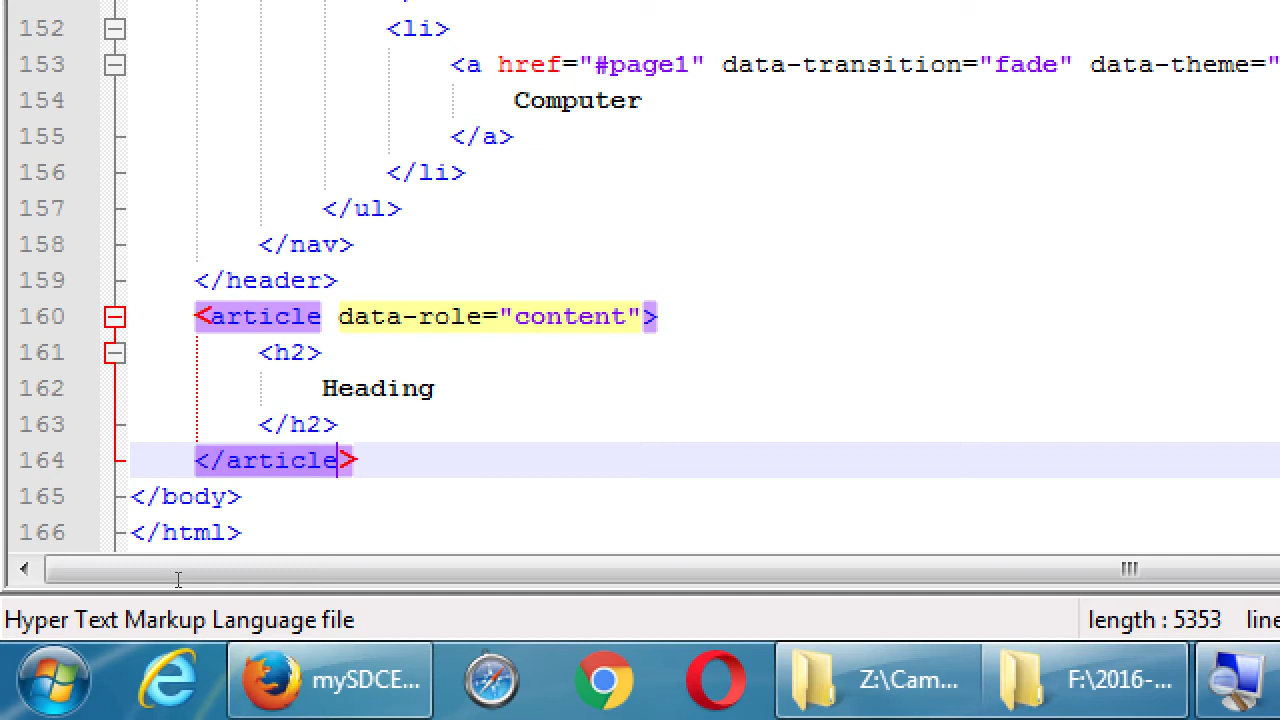 152 <li>
153 <a href="#page1" data-transition="fade" data-theme="
154 Computer
155 </a>
156 </li>
157 </ul>
158 </nav>
159 </header>
160 <article data-role="content">
161 <h2>
162 Heading
163 </h2>
164 </article>
165 </body>
166 </html>
Hyper Text Markup Language file length : 5353 line
mySDCE... Z:\Cam... F:\2016-...